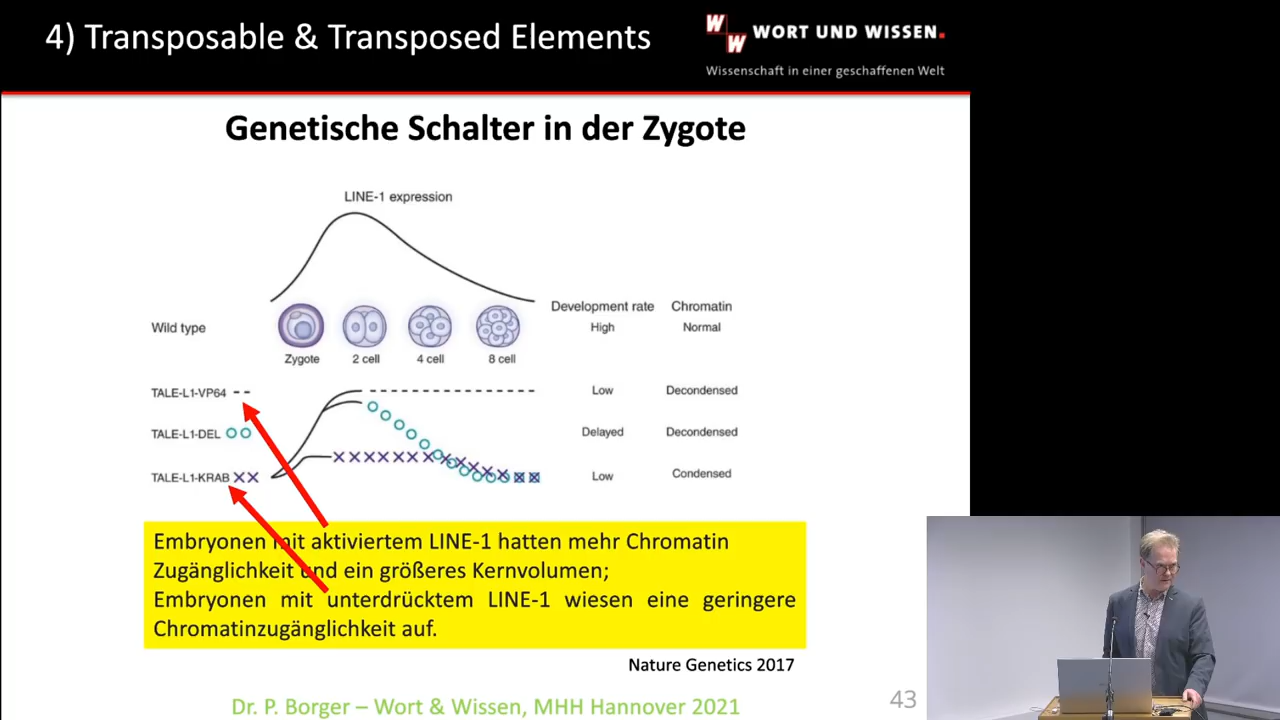 4) Transposable & Transposed Elements
W
W
WORT UND WISSEN.
Wissenschaft in einer geschaffenen Welt
Genetische Schalter in der Zygote
LINE-1 expression
Development rate Chromatin
Wild type High Normal
Zygote 2 cell 4 cell 8 cell
TALE-L1-VP64 Low Decondensed
TALE-L1-DEL Delayed Decondensed
TALE-L1-KRAB Low Condensed
Embryonen mit aktiviertem LINE-1 hatten mehr Chromatin
Zugänglichkeit und ein größeres Kernvolumen;
Embryonen mit unterdrücktem LINE-1 wiesen eine geringere
Chromatinzugänglichkeit auf.
Nature Genetics 2017
Dr. P. Borger – Wort & Wissen, MHH Hannover 2021
43